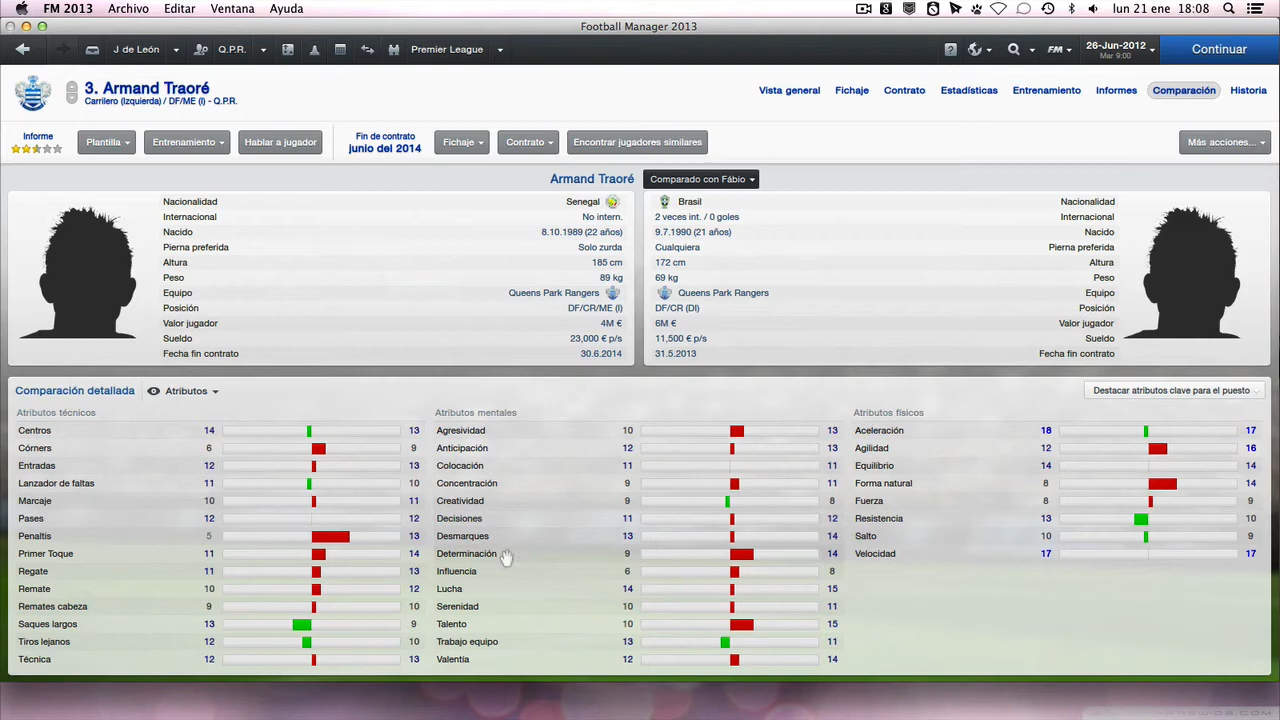 FM 2013 Archivo Editar Ventana Ayuda lun 21 ene 18:08
Football Manager 2013
J de León Q.P.R. Premier League FM 26-Jun-2012 Mar 9:00 Continuar
3. Armand Traoré
Carrilero (Izquierda) / DF/ME (I) - Q.P.R.
Vista general Fichaje Contrato Estadísticas Entrenamiento Informes Comparación Historia
Informe Plantilla Entrenamiento Hablar a jugador Fin de contrato junio del 2014 Fichaje Contrato Encontrar jugadores similares Más acciones...
Armand Traoré Comparado con Fábio
Nacionalidad Senegal Brasil Nacionalidad
Internacional No intern. 2 veces int. / 0 goles Internacional
Nacido 8.10.1989 (22 años) 9.7.1990 (21 años) Nacido
Pierna preferida Solo zurda Cualquiera Pierna preferida
Altura 185 cm 172 cm Altura
Peso 89 kg 69 kg Peso
Equipo Queens Park Rangers Queens Park Rangers Equipo
Posición DF/CR/ME (I) DF/CR (DI) Posición
Valor jugador 4M € 6M € Valor jugador
Sueldo 23,000 € p/s 11,500 € p/s Sueldo
Fecha fin contrato 30.6.2014 31.5.2013 Fecha fin contrato
Comparación detallada Atributos Destacar atributos clave para el puesto
Atributos técnicos Atributos mentales Atributos físicos
Centros 14 13 Agresividad 10 13 Aceleración 18 17
Córners 6 9 Anticipación 12 13 Agilidad 12 16
Entradas 12 13 Colocación 11 11 Equilibrio 14 14
Lanzador de faltas 11 10 Concentración 9 11 Forma natural 8 14
Marcaje 10 11 Creatividad 9 8 Fuerza 8 9
Pases 12 12 Decisiones 11 12 Resistencia 13 10
Penaltis 5 13 Desmarques 13 14 Salto 10 9
Primer Toque 11 14 Determinación 9 14 Velocidad 17 17
Regate 11 13 Influencia 6 8
Remate 10 12 Lucha 14 15
Remates cabeza 9 10 Serenidad 10 11
Saques largos 13 9 Talento 10 15
Tiros lejanos 12 10 Trabajo equipo 13 11
Técnica 12 13 Valentía 12 14